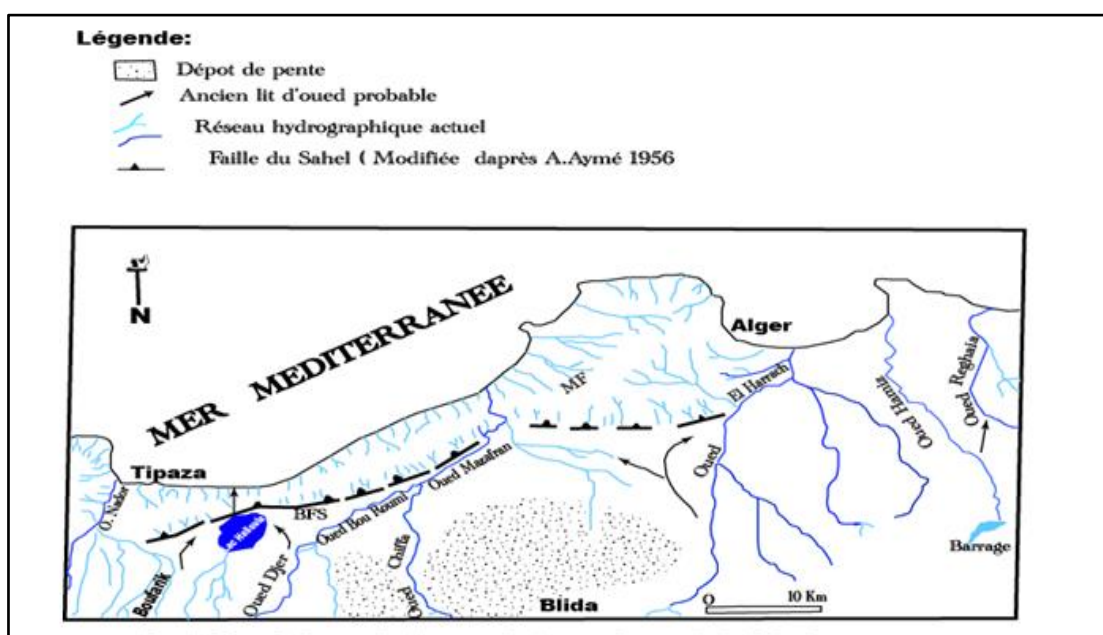 Légende:
Dépot de pente
Ancien lit d'oued probable
Réseau hydrographique actuel
Faille du Sahel ( Modifiée daprès A.Aymé 1956
N
MER MEDITERRANEE
Alger
MF
El Harrach
Oued
Oued Hamiz
Oued Reghaia
Tipaza
O. Nador
BFS
Oued Mazafran
Oued Bou Roumi
Boufarik
Oued Djer
Chiffa
Oued
Blida
O 10 Km
Barrage